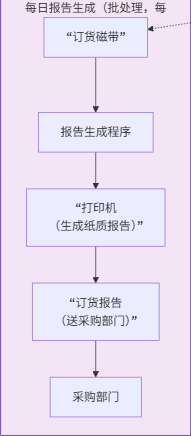 每日报告生成（批处理，每
“订货磁带”
报告生成程序
“打印机
（生成纸质报告）”
“订货报告
（送采购部门）”
采购部门